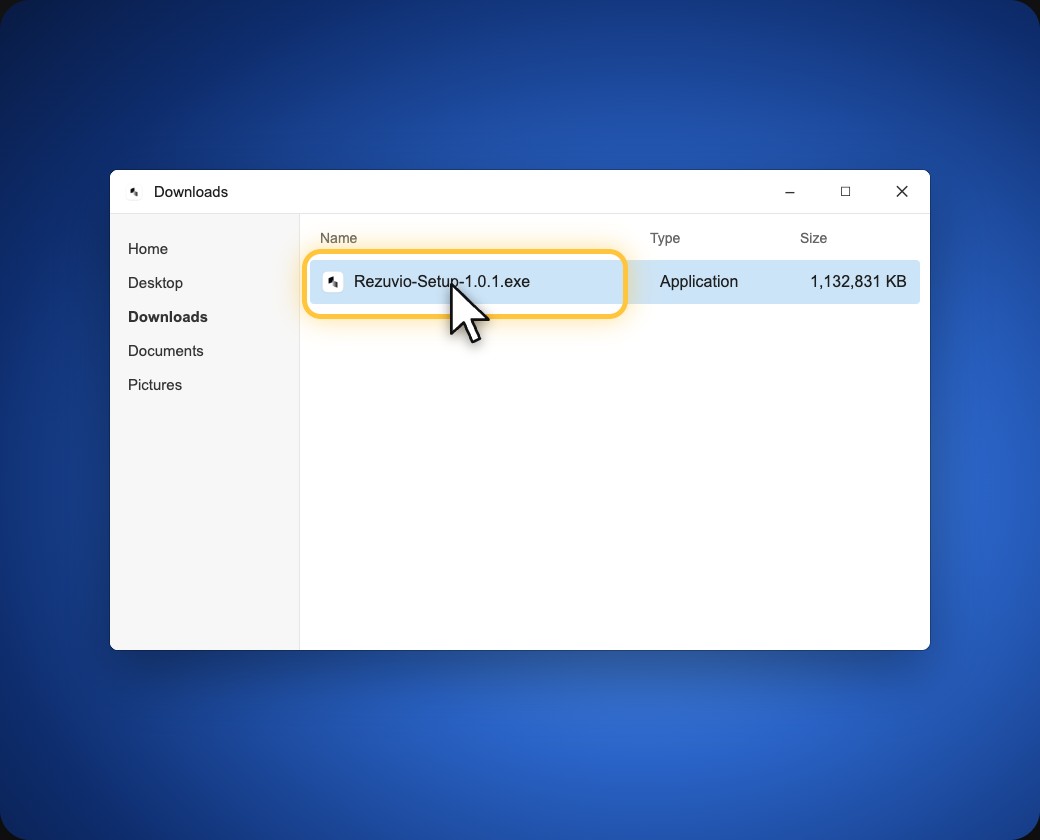 Downloads
Home
Desktop
Downloads
Documents
Pictures
Name Type Size
Rezuvio-Setup-1.0.1.exe Application 1,132,831 KB